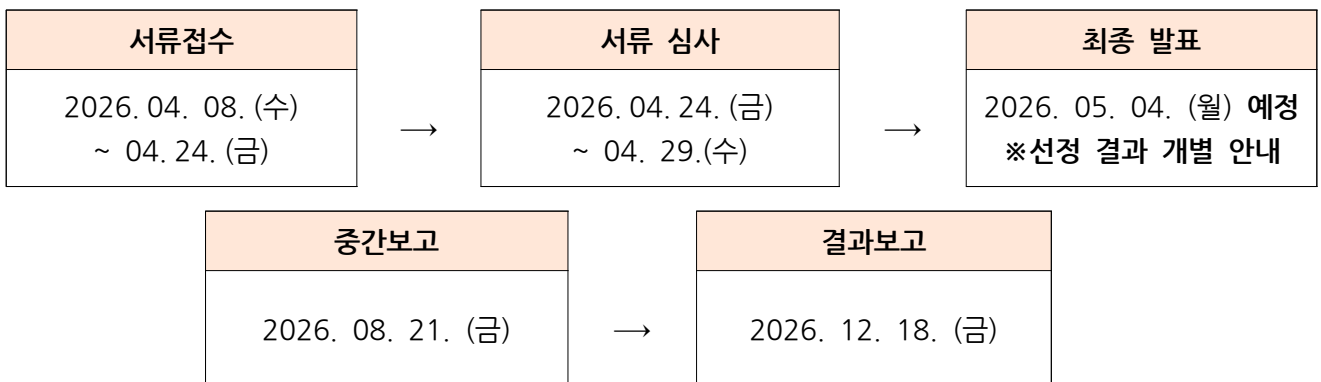 서류접수
2026. 04. 08. (수)
~ 04. 24. (금)
→
서류 심사
2026. 04. 24. (금)
~ 04. 29.(수)
→
최종 발표
2026. 05. 04. (월) 예정
※선정 결과 개별 안내
중간보고
2026. 08. 21. (금)
→
결과보고
2026. 12. 18. (금)